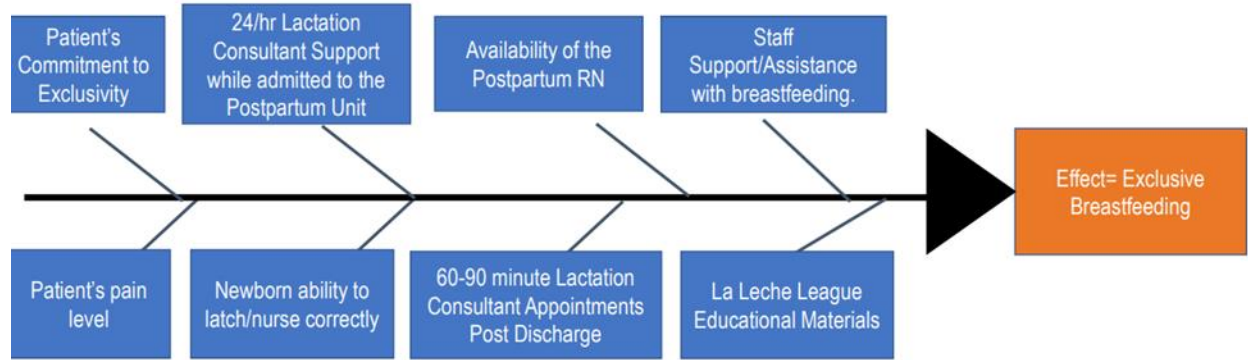 Patient's
Commitment to
Exclusivity
24/hr Lactation
Consultant Support
while admitted to the
Postpartum Unit
Availability of the
Postpartum RN
Staff
Support/Assistance
with breastfeeding.
Effect= Exclusive
Breastfeeding
Patient's pain
level
Newborn ability to
latch/nurse correctly
60-90 minute Lactation
Consultant Appointments
Post Discharge
La Leche League
Educational Materials